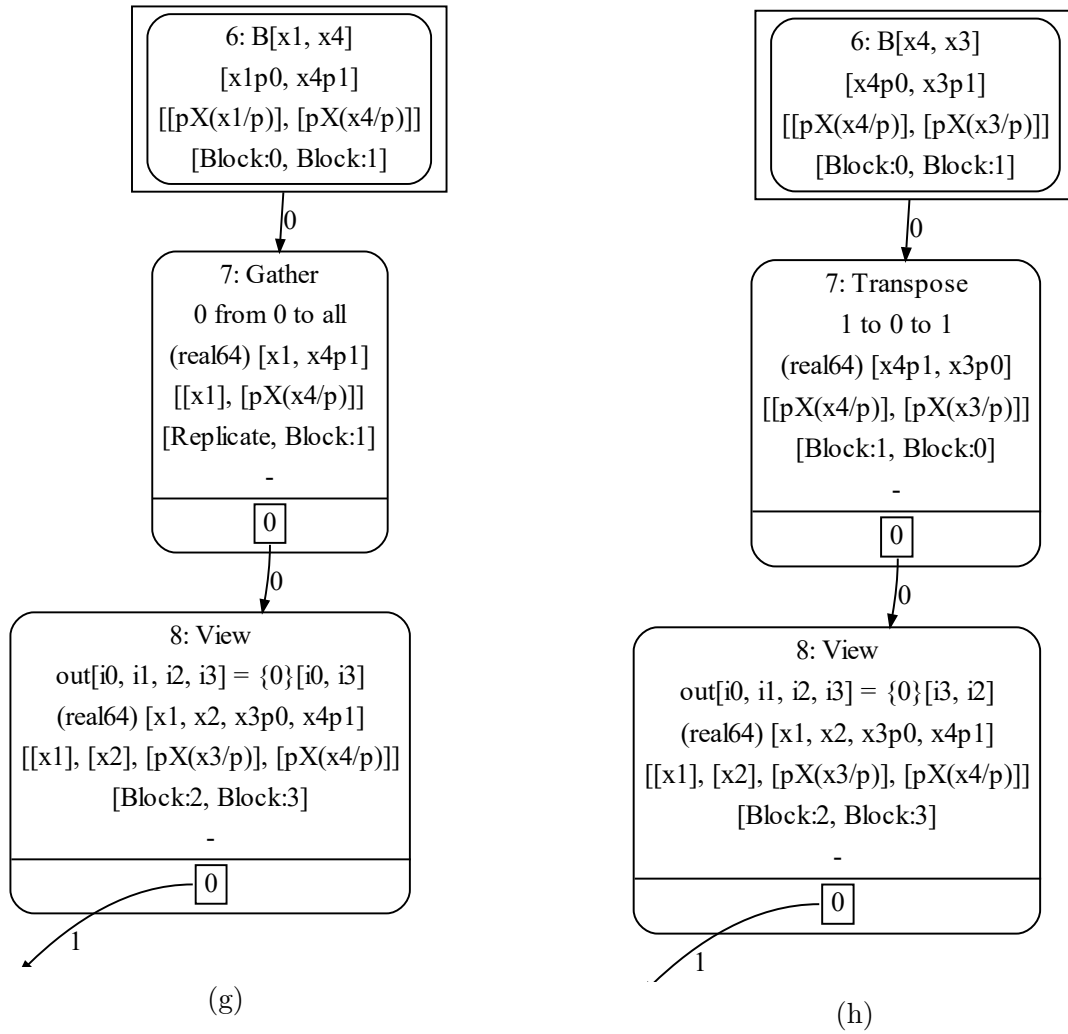 6: B[x1, x4]
[x1p0, x4p1]
[[pX(x1/p)], [pX(x4/p)]]
[Block:0, Block:1]
0
7: Gather
0 from 0 to all
(real64) [x1, x4p1]
[[x1], [pX(x4/p)]]
[Replicate, Block:1]
-
0
0
8: View
out[i0, i1, i2, i3] = {0}[i0, i3]
(real64) [x1, x2, x3p0, x4p1]
[[x1], [x2], [pX(x3/p)], [pX(x4/p)]]
[Block:2, Block:3]
-
0
1
(g)
6: B[x4, x3]
[x4p0, x3p1]
[[pX(x4/p)], [pX(x3/p)]]
[Block:0, Block:1]
0
7: Transpose
1 to 0 to 1
(real64) [x4p1, x3p0]
[[pX(x4/p)], [pX(x3/p)]]
[Block:1, Block:0]
-
0
0
8: View
out[i0, i1, i2, i3] = {0}[i3, i2]
(real64) [x1, x2, x3p0, x4p1]
[[x1], [x2], [pX(x3/p)], [pX(x4/p)]]
[Block:2, Block:3]
-
0
1
(h)